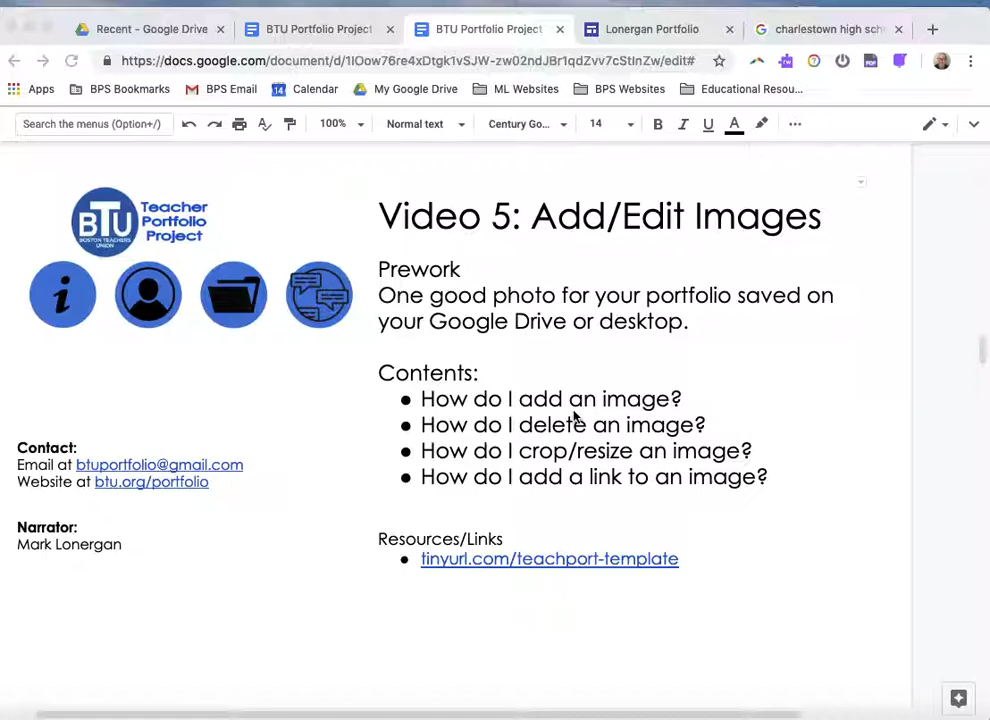 Recent - Google Drive
BTU Portfolio Project
BTU Portfolio Project
Lonergan Portfolio
charlestown high sch
https://docs.google.com/document/d/1lOow76re4xDtgk1vSJW-zw02ndJBr1qdZvv7cStInZw/edit#
Apps
BPS Bookmarks
BPS Email
14
Calendar
My Google Drive
ML Websites
BPS Websites
Educational Resou...
Search the menus (Option+/)
100%
Normal text
Century Go...
14
B
I
U
A
BTU
BOSTON TEACHERS
UNION
Teacher
Portfolio
Project
i
Contact:
Email at btuportfolio@gmail.com
Website at btu.org/portfolio
Narrator:
Mark Lonergan
Video 5: Add/Edit Images
Prework
One good photo for your portfolio saved on
your Google Drive or desktop.
Contents:
● How do I add an image?
● How do I delete an image?
● How do I crop/resize an image?
● How do I add a link to an image?
Resources/Links
● tinyurl.com/teachport-template